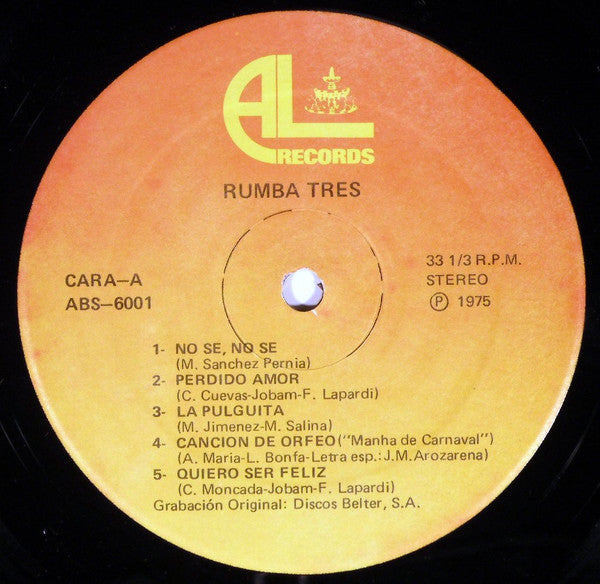 AL
RECORDS
RUMBA TRES
CARA-A
ABS-6001
33 1/3 R.P.M.
STEREO
Ⓟ 1975
1- NO SE, NO SE
(M. Sanchez Pernia)
2- PERDIDO AMOR
(C. Cuevas-Jobam-F. Lapardi)
3- LA PULGUITA
(M. Jimenez-M. Salina)
4- CANCION DE ORFEO ("Manha de Carnaval")
(A. Maria-L. Bonfa-Letra esp.: J.M. Arozarena)
5- QUIERO SER FELIZ
(C. Moncada-Jobam-F. Lapardi)
Grabación Original: Discos Belter, S.A.